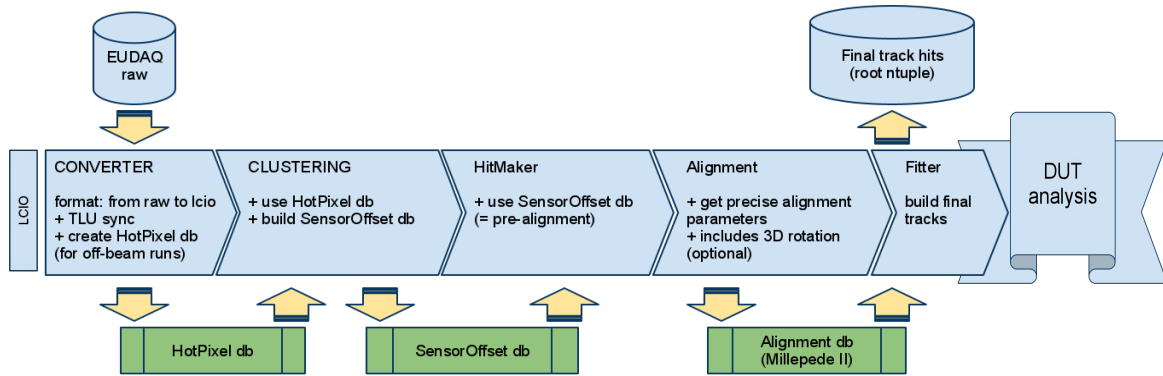 EUDAQ
raw
Final track hits
(root ntuple)
LCIO
CONVERTER
format: from raw to lcio
+ TLU sync
+ create HotPixel db
(for off-beam runs)
CLUSTERING
+ use HotPixel db
+ build SensorOffset db
HitMaker
+ use SensorOffset db
(= pre-alignment)
Alignment
+ get precise alignment
parameters
+ includes 3D rotation
(optional)
Fitter
build final
tracks
DUT
analysis
HotPixel db
SensorOffset db
Alignment db
(Millepede II)